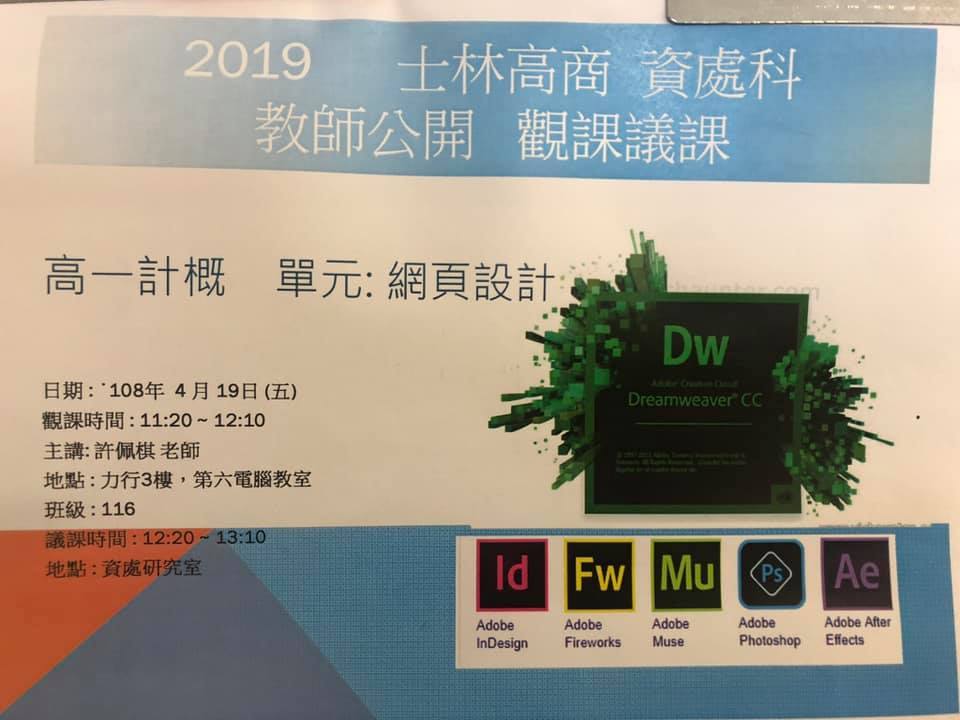 2019 士林高商 資處科
教師公開 觀課議課
高一計概 單元: 網頁設計
日期 : 108年 4 月 19日 (五)
觀課時間 : 11:20 ~ 12:10
主講: 許佩棋 老師
地點 : 力行3樓，第六電腦教室
班級 : 116
議課時間 : 12:20 ~ 13:10
地點 : 資處研究室
Dw
Adobe Creative Cloud
Dreamweaver® CC
Id
Fw
Mu
Ps
Ae
Adobe InDesign
Adobe Fireworks
Adobe Muse
Adobe Photoshop
Adobe After Effects